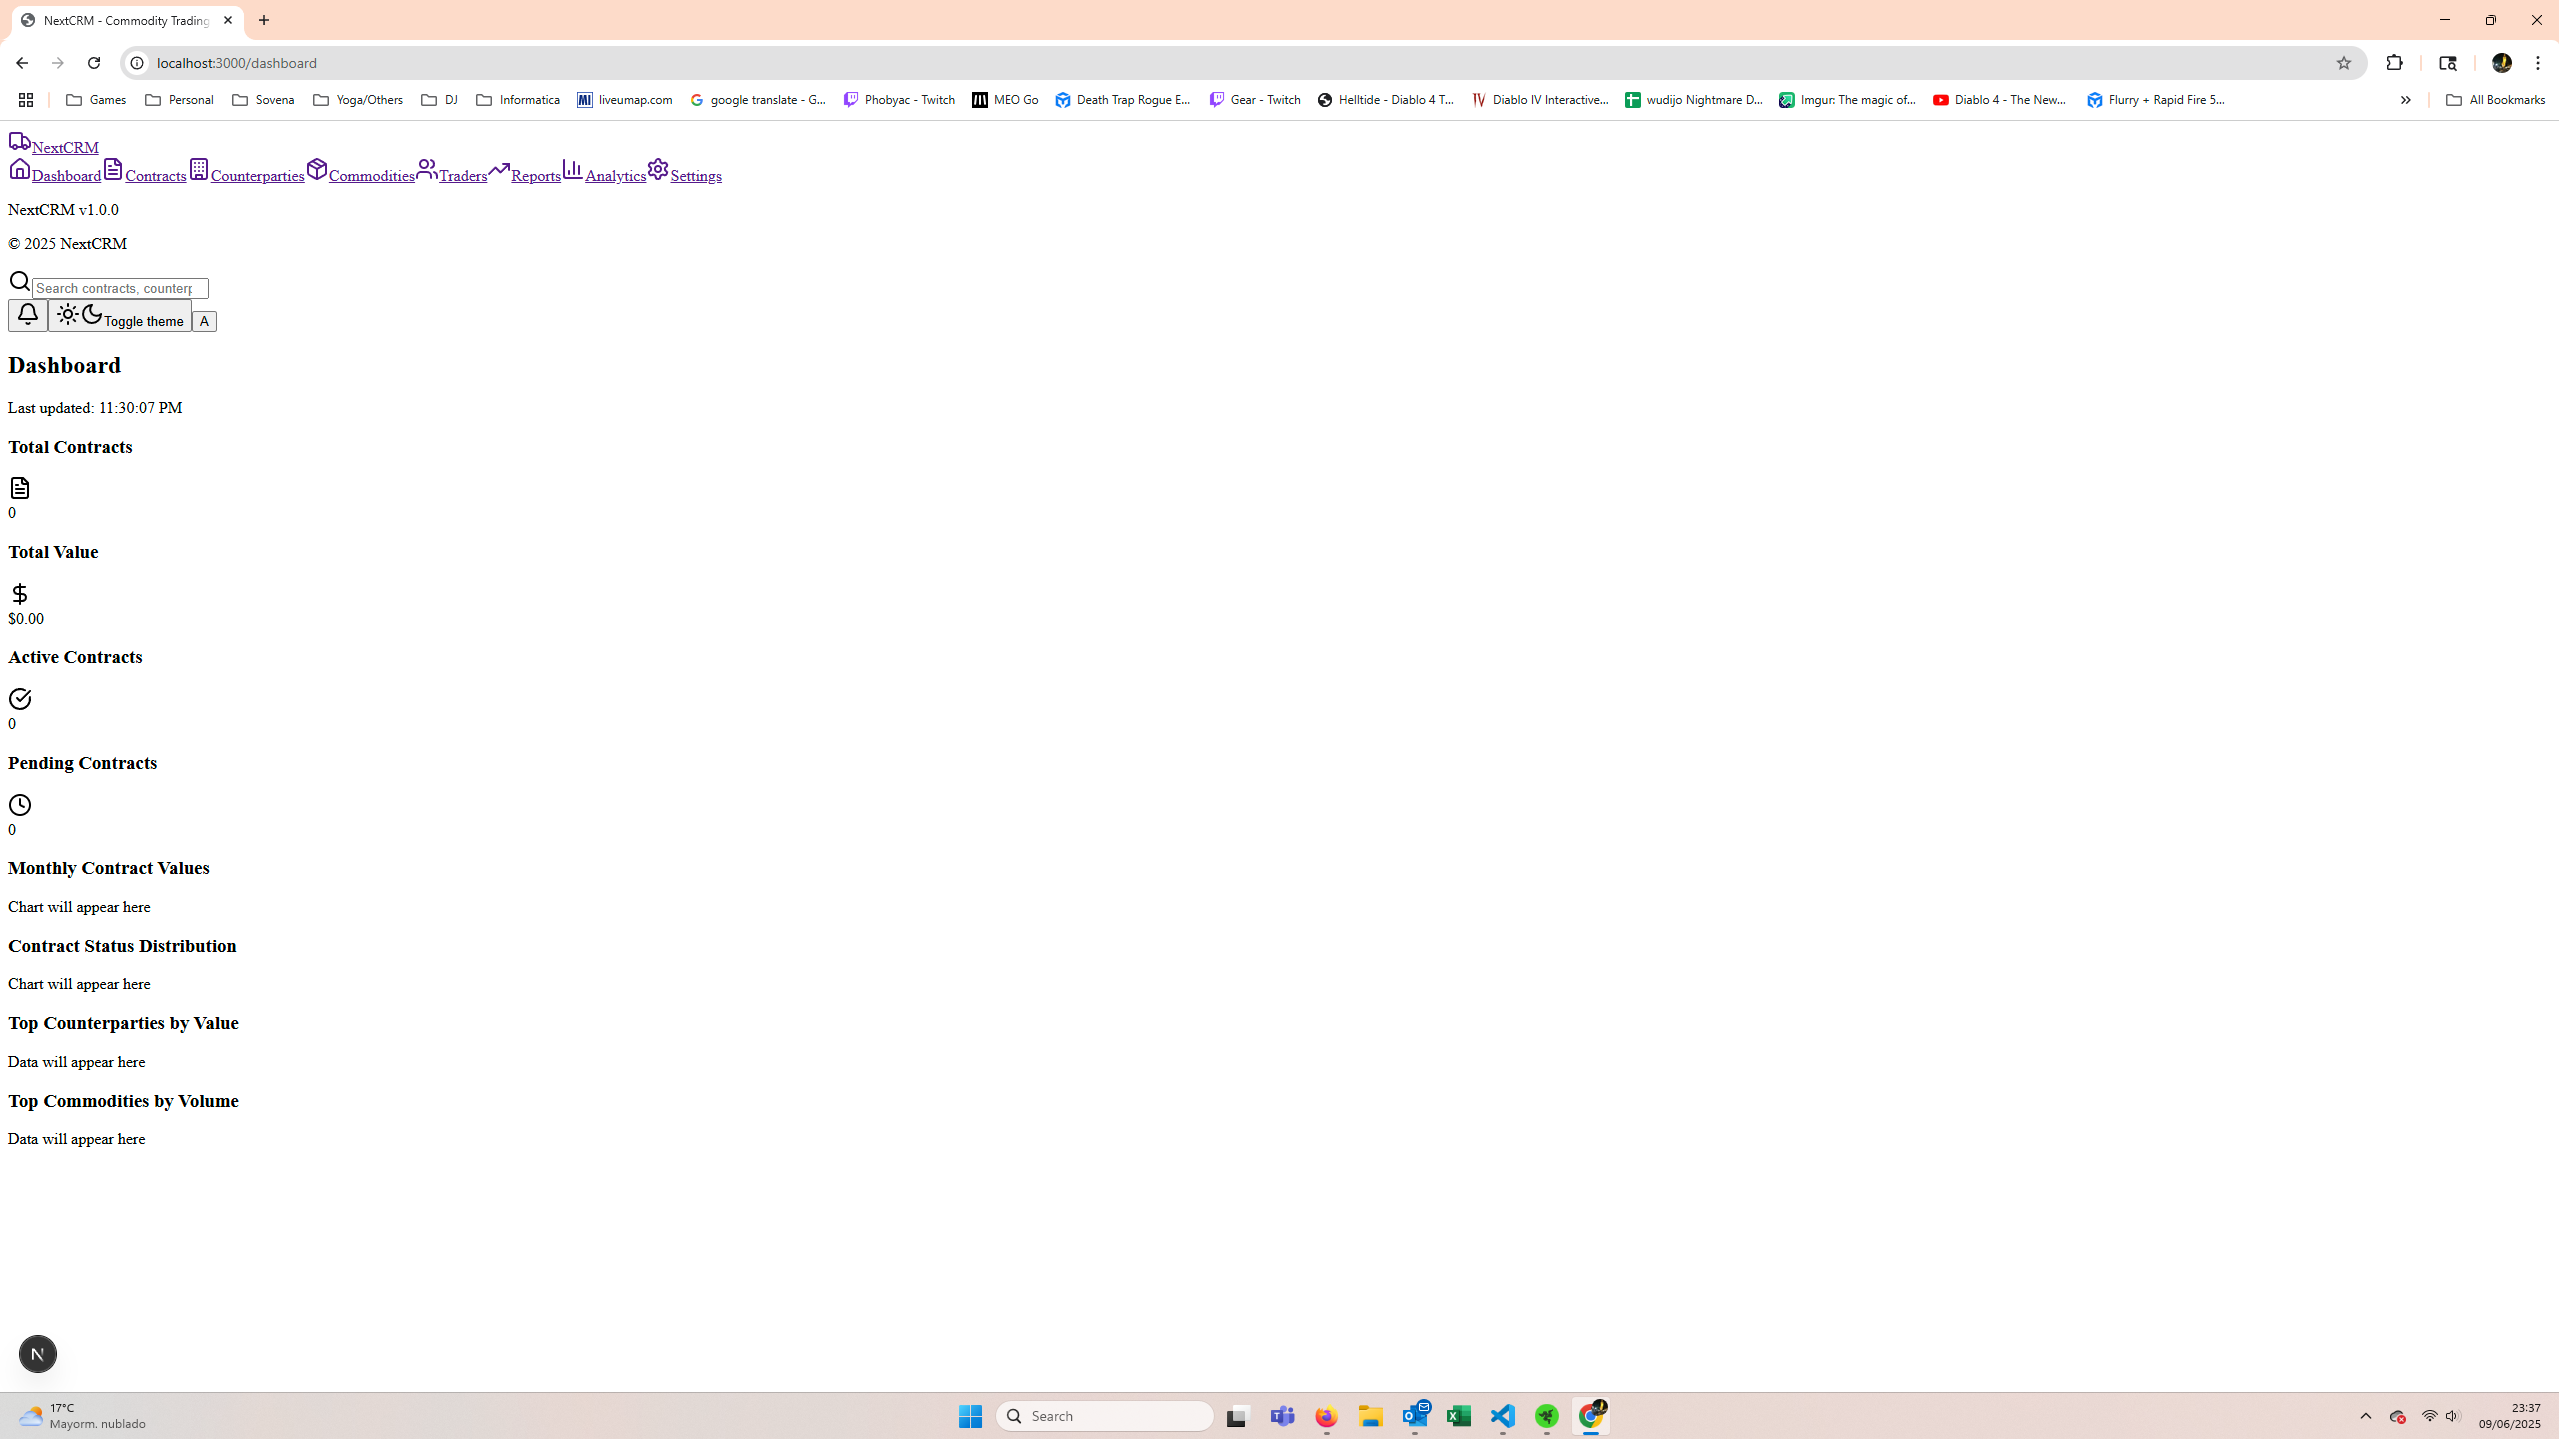 NextCRM - Commodity Trading
localhost:3000/dashboard
Games Personal Sovena Yoga/Others DJ Informatica liveumap.com google translate - G... Phobyac - Twitch MEO Go Death Trap Rogue E... Gear - Twitch Helltide - Diablo 4 T... Diablo IV Interactive... wudijo Nightmare D... Imgur: The magic of... Diablo 4 - The New... Flurry + Rapid Fire 5... All Bookmarks
NextCRM
Dashboard Contracts Counterparties Commodities Traders Reports Analytics Settings
NextCRM v1.0.0
© 2025 NextCRM
Search contracts, counterp
Toggle theme A
Dashboard
Last updated: 11:30:07 PM
Total Contracts
0
Total Value
$0.00
Active Contracts
0
Pending Contracts
0
Monthly Contract Values
Chart will appear here
Contract Status Distribution
Chart will appear here
Top Counterparties by Value
Data will appear here
Top Commodities by Volume
Data will appear here
N
17°C
Mayorm. nublado
Search
23:37
09/06/2025